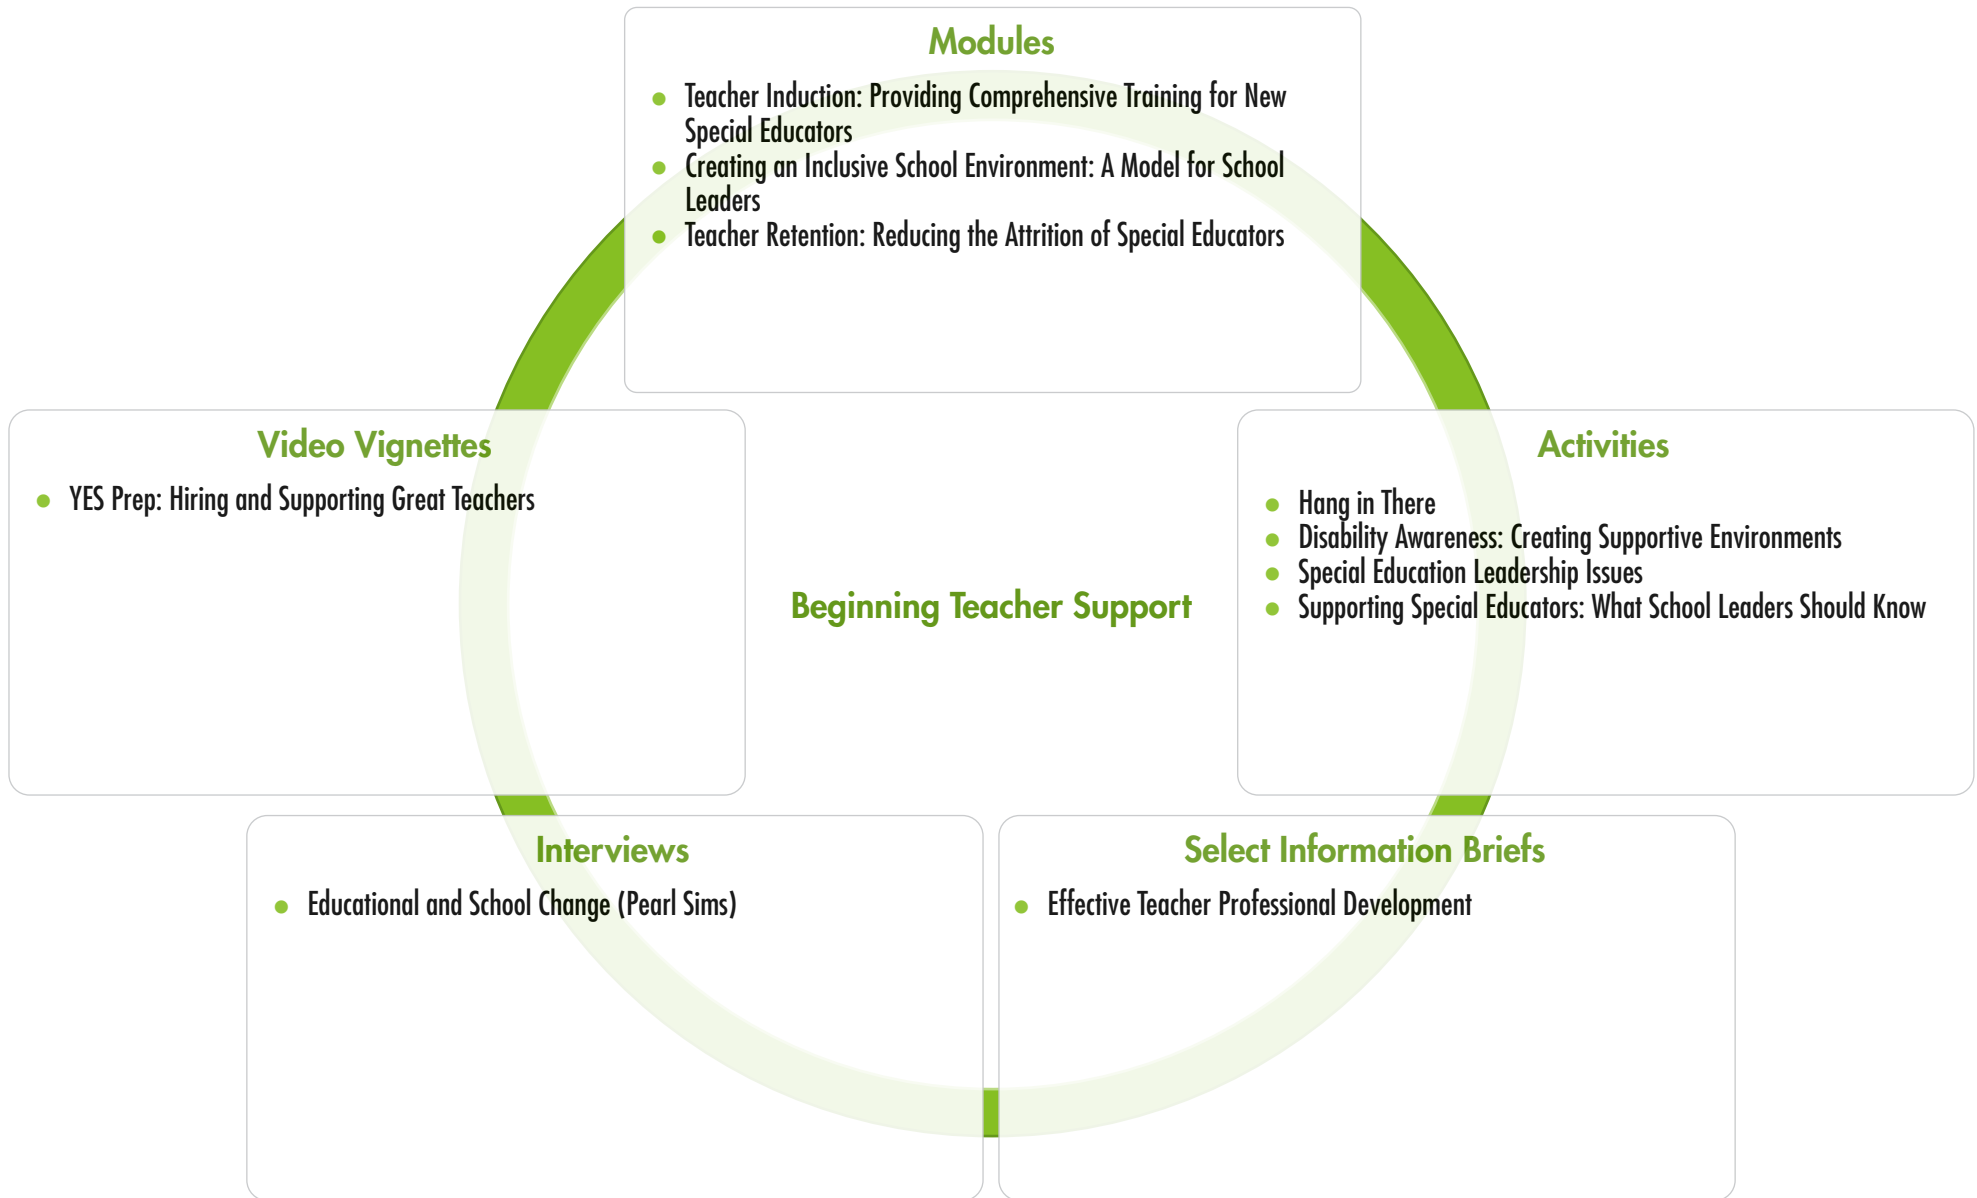 Modules
Teacher Induction: Providing Comprehensive Training for New
Special Educators
Creating an Inclusive School Environment: A Model for School
Leaders
Teacher Retention: Reducing the Attrition of Special Educators
Video Vignettes
YES Prep: Hiring and Supporting Great Teachers
Beginning Teacher Support
Activities
Hang in There
Disability Awareness: Creating Supportive Environments
Special Education Leadership Issues
Supporting Special Educators: What School Leaders Should Know
Interviews
Educational and School Change (Pearl Sims)
Select Information Briefs
Effective Teacher Professional Development